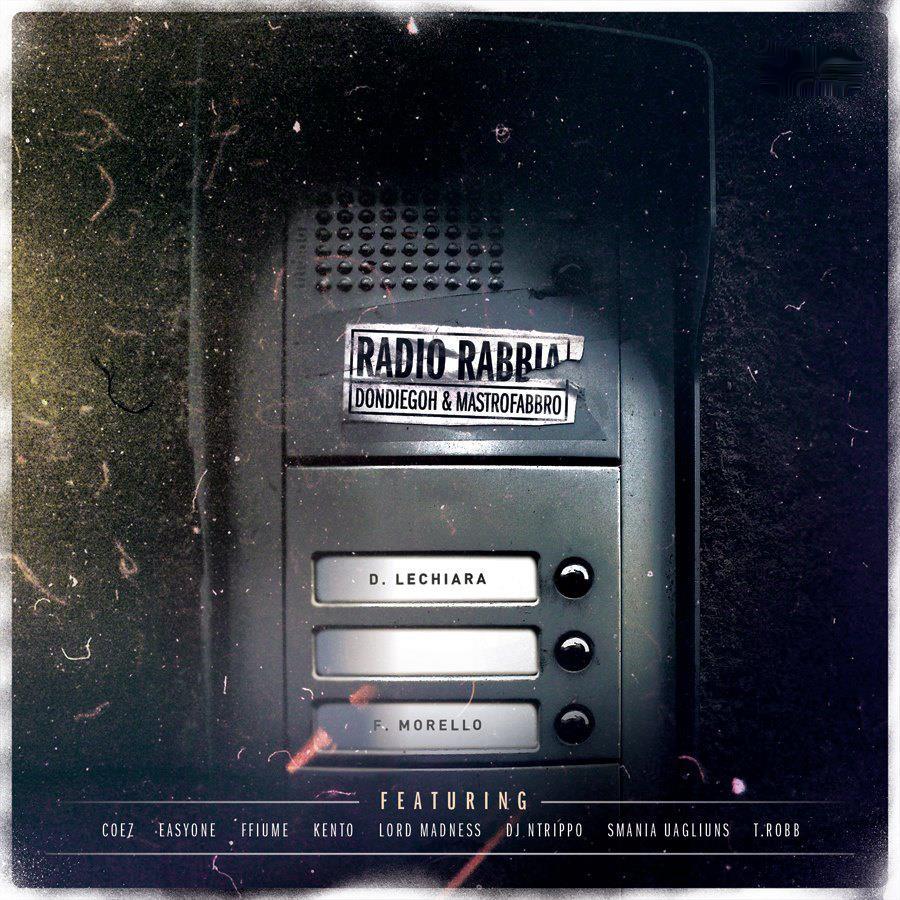 RADIO RABBIA
DONDIEGOH & MASTROFABBRO
D. LECHIARA
F. MORELLO
FEATURING
COEZ EASYONE FFIUME KENTO LORD MADNESS DJ NTRIPPO SMANIA UAGLIUNS T.ROBB